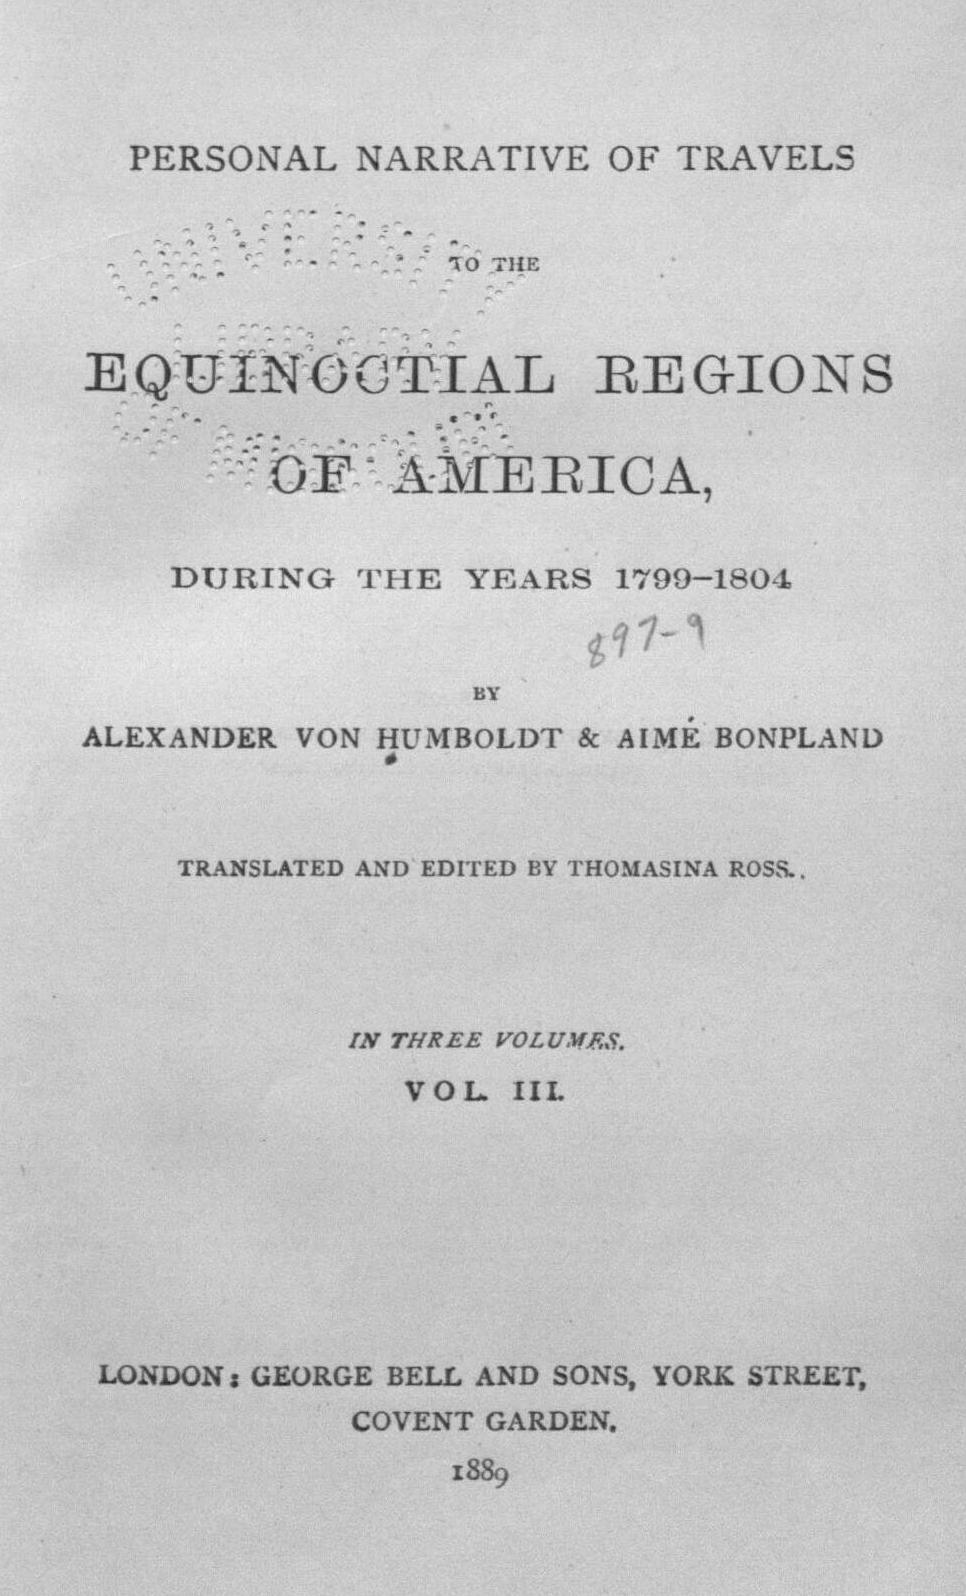 PERSONAL NARRATIVE OF TRAVELS
TO THE
EQUINOCTIAL REGIONS
OF AMERICA,
DURING THE YEARS 1799–1804
897-9
BY
ALEXANDER VON HUMBOLDT & AIMÉ BONPLAND
TRANSLATED AND EDITED BY THOMASINA ROSS.
IN THREE VOLUMES.
VOL. III.
LONDON: GEORGE BELL AND SONS, YORK STREET,
COVENT GARDEN.
1889